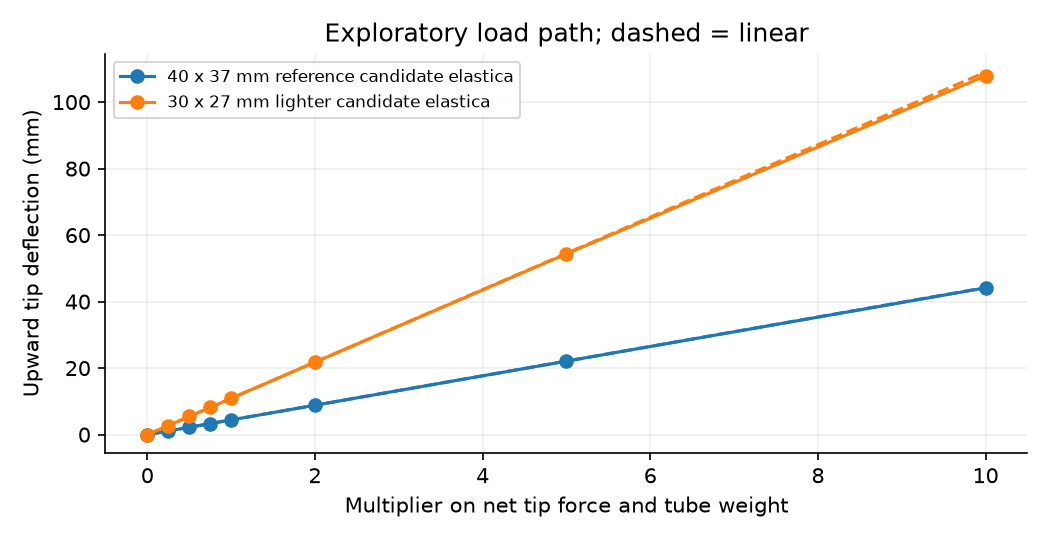 Exploratory load path; dashed = linear
40 x 37 mm reference candidate elastica
30 x 27 mm lighter candidate elastica
Upward tip deflection (mm)
100
80
60
40
20
0
0 2 4 6 8 10
Multiplier on net tip force and tube weight